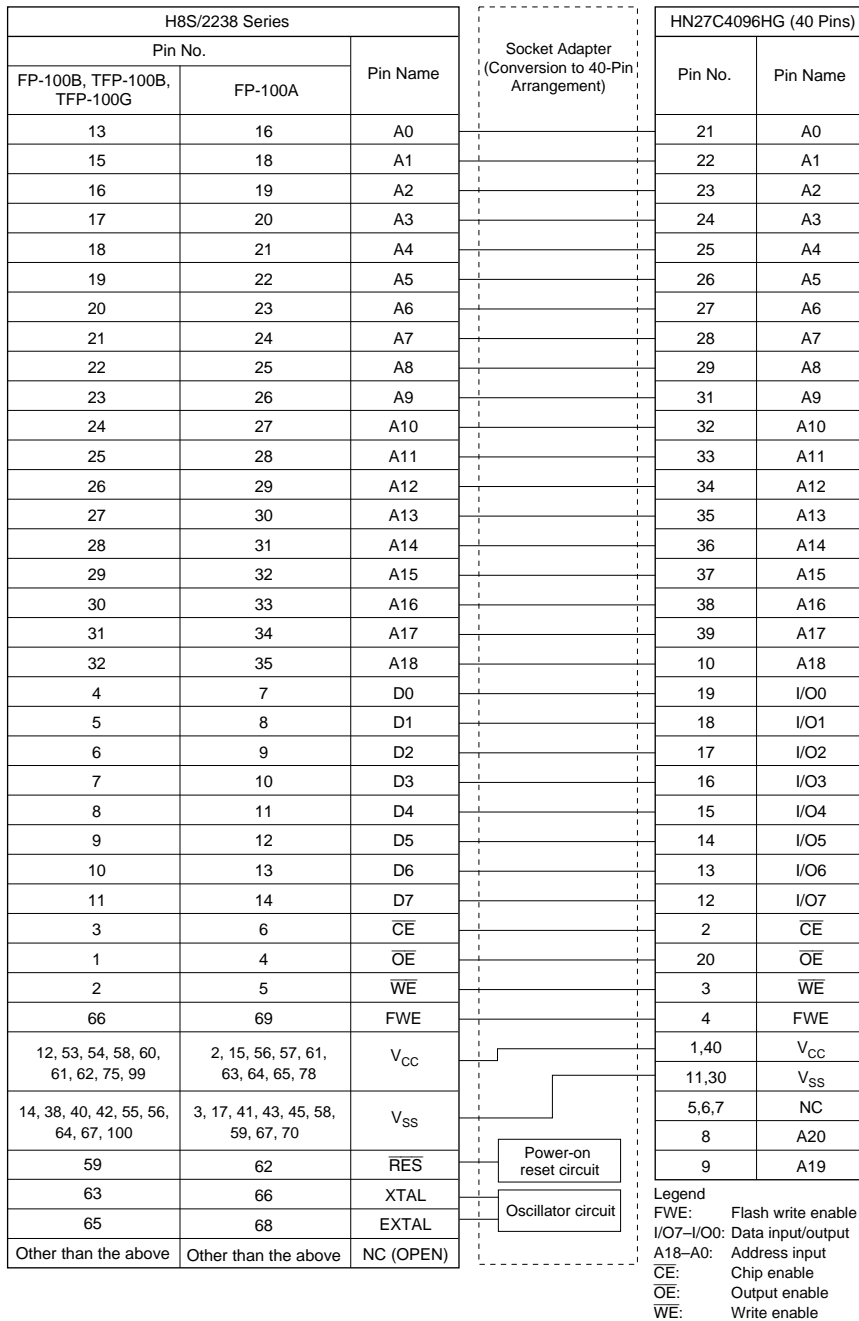 H8S/2238 Series
Pin No.
Pin Name
FP-100B, TFP-100B,
TFP-100G
FP-100A
Socket Adapter
(Conversion to 40-Pin
Arrangement)
HN27C4096HG (40 Pins)
Pin No.
Pin Name
13 16 A0 21 A0
15 18 A1 22 A1
16 19 A2 23 A2
17 20 A3 24 A3
18 21 A4 25 A4
19 22 A5 26 A5
20 23 A6 27 A6
21 24 A7 28 A7
22 25 A8 29 A8
23 26 A9 31 A9
24 27 A10 32 A10
25 28 A11 33 A11
26 29 A12 34 A12
27 30 A13 35 A13
28 31 A14 36 A14
29 32 A15 37 A15
30 33 A16 38 A16
31 34 A17 39 A17
32 35 A18 10 A18
4 7 D0 19 I/O0
5 8 D1 18 I/O1
6 9 D2 17 I/O2
7 10 D3 16 I/O3
8 11 D4 15 I/O4
9 12 D5 14 I/O5
10 13 D6 13 I/O6
11 14 D7 12 I/O7
3 6 C̅E̅ 2 C̅E̅
1 4 O̅E̅ 20 O̅E̅
2 5 W̅E̅ 3 W̅E̅
66 69 FWE 4 FWE
12, 53, 54, 58, 60,
61, 62, 75, 99
2, 15, 56, 57, 61,
63, 64, 65, 78
VCC
1,40 VCC
11,30 VSS
14, 38, 40, 42, 55, 56,
64, 67, 100
3, 17, 41, 43, 45, 58,
59, 67, 70
VSS
5,6,7 NC
8 A20
59 62 R̅E̅S̅
Power-on
reset circuit
9 A19
63 66 XTAL
Oscillator circuit
65 68 EXTAL
Other than the above Other than the above NC (OPEN)
Legend
FWE: Flash write enable
I/O7–I/O0: Data input/output
A18–A0: Address input
C̅E̅: Chip enable
O̅E̅: Output enable
W̅E̅: Write enable